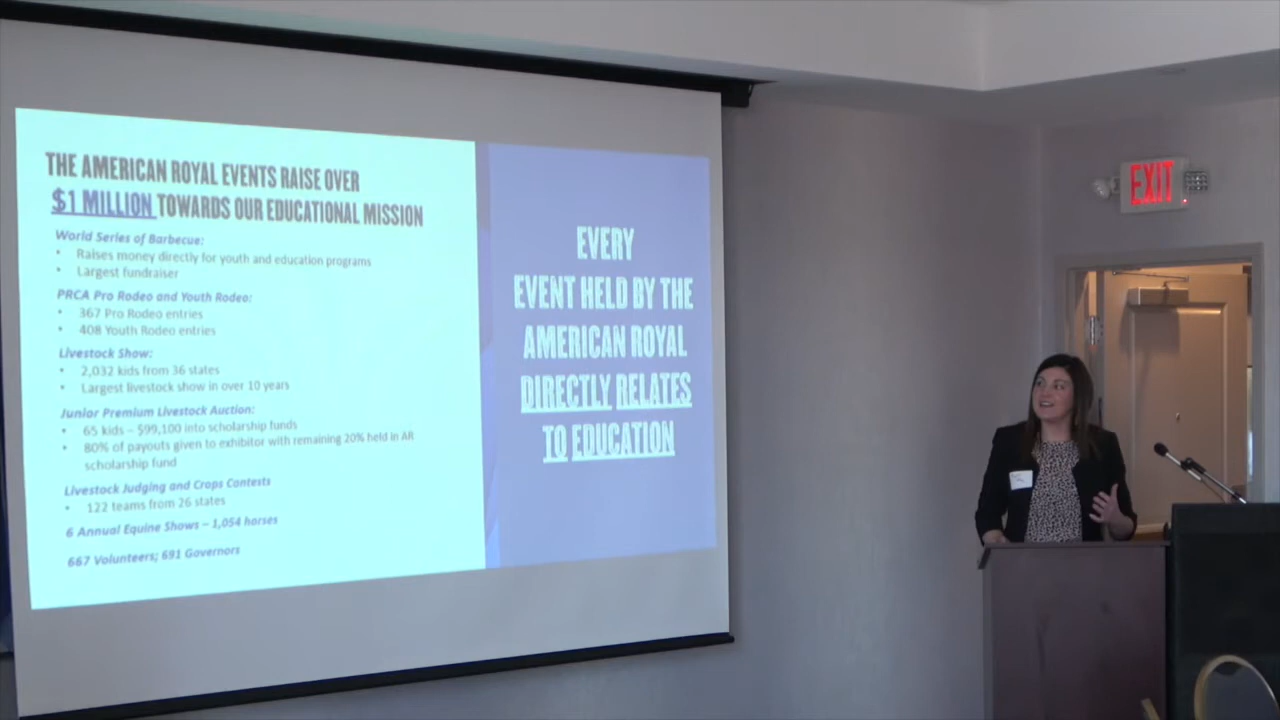 THE AMERICAN ROYAL EVENTS RAISE OVER
$1 MILLION TOWARDS OUR EDUCATIONAL MISSION
World Series of Barbecue:
• Raises money directly for youth and education programs
• Largest fundraiser
PRCA Pro Rodeo and Youth Rodeo:
• 367 Pro Rodeo entries
• 408 Youth Rodeo entries
Livestock Show:
• 2,032 kids from 36 states
• Largest livestock show in over 10 years
Junior Premium Livestock Auction:
• 65 kids – $99,100 into scholarship funds
• 80% of payouts given to exhibitor with remaining 20% held in AR
scholarship fund
Livestock Judging and Crops Contests
• 122 teams from 26 states
6 Annual Equine Shows – 1,054 horses
667 Volunteers; 691 Governors
EVERY
EVENT HELD BY THE
AMERICAN ROYAL
DIRECTLY RELATES
TO EDUCATION
EXIT